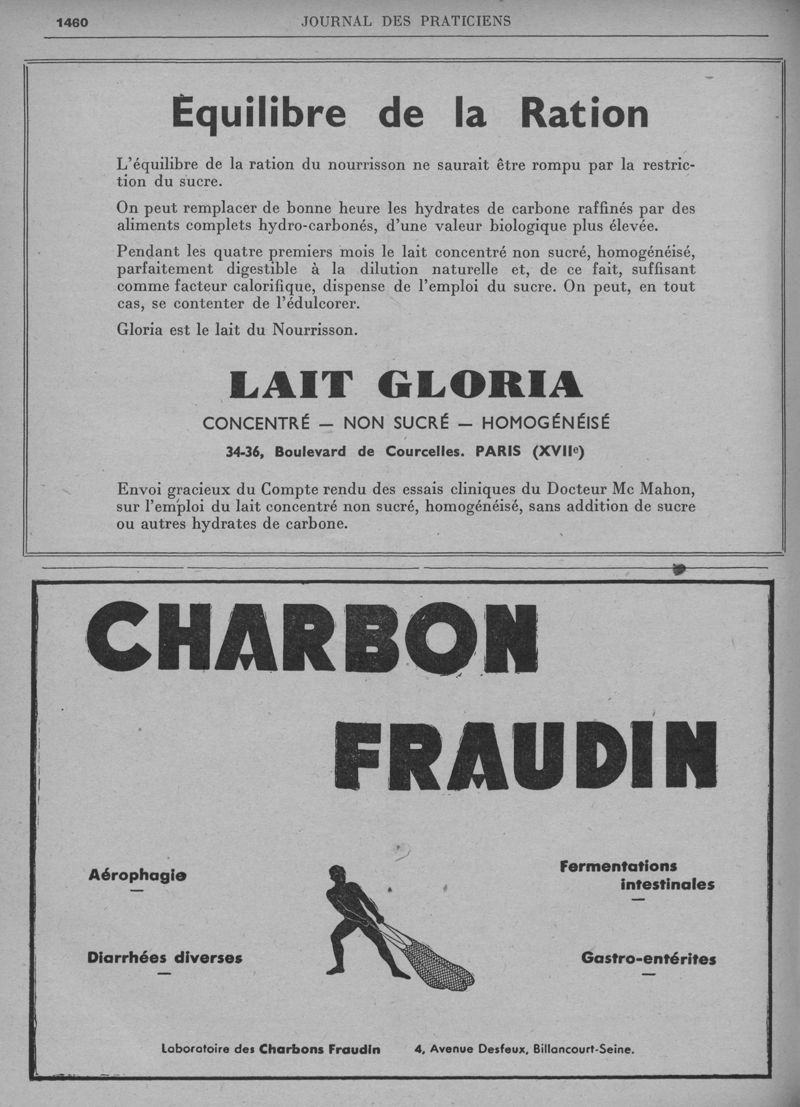 1460
JOURNAL DES PRATICIENS
Équilibre de la Ration
L'équilibre de la ration du nourrisson ne saurait être rompu par la restric-
tion du sucre.
On peut remplacer de bonne heure les hydrates de carbone raffinés par des
aliments complets hydro-carbonés, d'une valeur biologique plus élevée.
Pendant les quatre premiers mois le lait concentré non sucré, homogénéisé,
parfaitement digestible à la dilution naturelle et, de ce fait, suffisant
comme facteur calorifique, dispense de l'emploi du sucre. On peut, en tout
cas, se contenter de l'édulcorer.
Gloria est le lait du Nourrisson.
LAIT GLORIA
CONCENTRÉ — NON SUCRÉ — HOMOGÉNÉISÉ
34-36, Boulevard de Courcelles. PARIS (XVIIe)
Envoi gracieux du Compte rendu des essais cliniques du Docteur Mc Mahon,
sur l'emploi du lait concentré non sucré, homogénéisé, sans addition de sucre
ou autres hydrates de carbone.
CHARBON
FRAUDIN
Aérophagie
Fermentations
intestinales
Diarrhées diverses
Gastro-entérites
Laboratoire des Charbons Fraudin 4, Avenue Desfeux, Billancourt-Seine.